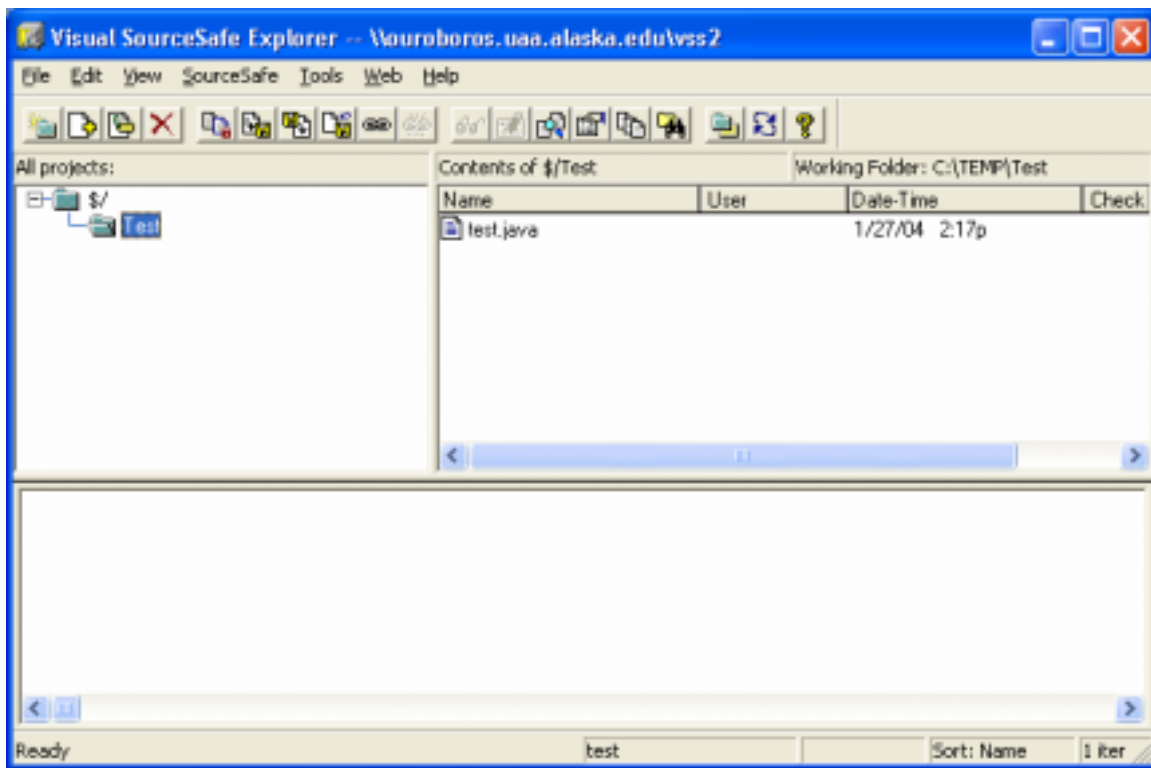 Visual SourceSafe Explorer -- \\ouroboros.uaa.alaska.edu\vss2
File Edit View SourceSafe Tools Web Help
All projects:
Contents of $/Test
Working Folder: C:\TEMP\Test
$/
Test
Name User Date-Time Check
test.java 1/27/04 2:17p
Ready test Sort: Name 1 iter